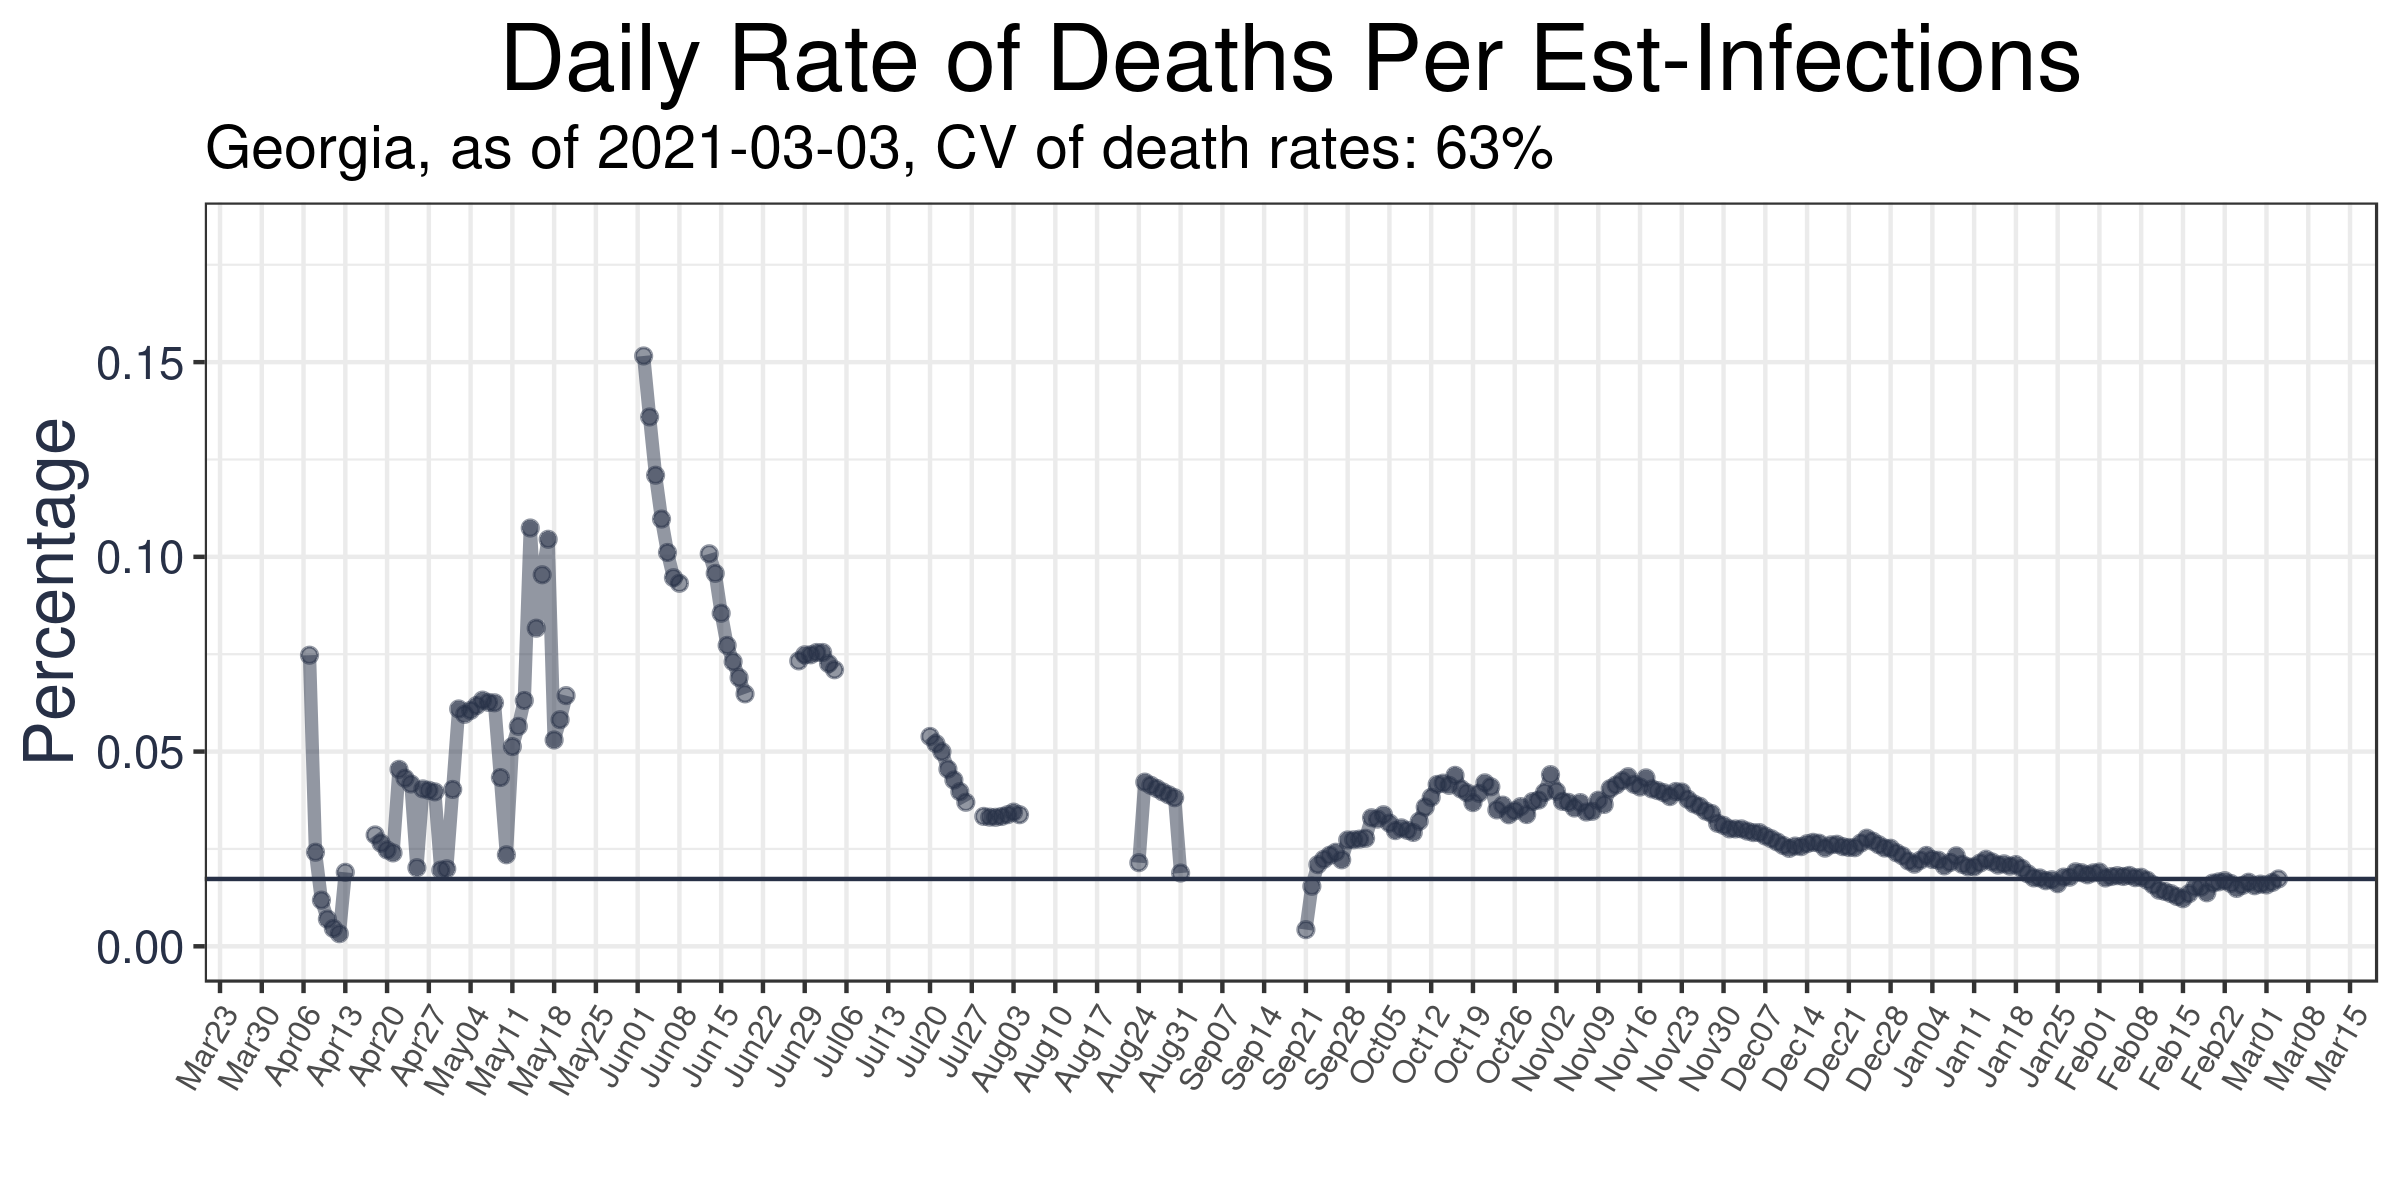 Daily Rate of Deaths Per Est-Infections
Georgia, as of 2021-03-03, CV of death rates: 63%
Percentage
0.15
0.10
0.05
0.00
Mar23
Mar30
Apr06
Apr13
Apr20
Apr27
May04
May11
May18
May25
Jun01
Jun08
Jun15
Jun22
Jun29
Jul06
Jul13
Jul20
Jul27
Aug03
Aug10
Aug17
Aug24
Aug31
Sep07
Sep14
Sep21
Sep28
Oct05
Oct12
Oct19
Oct26
Nov02
Nov09
Nov16
Nov23
Nov30
Dec07
Dec14
Dec21
Dec28
Jan04
Jan11
Jan18
Jan25
Feb01
Feb08
Feb15
Feb22
Mar01
Mar08
Mar15